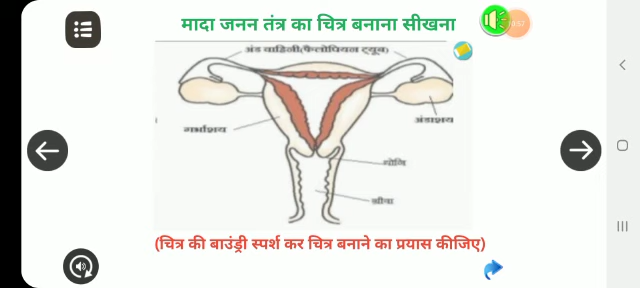 मादा जनन तंत्र का चित्र बनाना सीखना
अंड वाहिनी(फैलोपियन ट्यूब)
अंडाशय
गर्भाशय
योनि
ग्रीवा
(चित्र की बाउंड्री स्पर्श कर चित्र बनाने का प्रयास कीजिए)